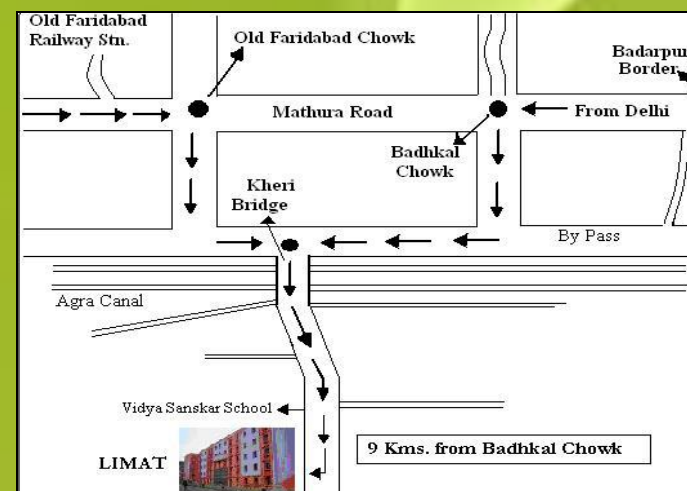 Old Faridabad
Railway Stn.
Old Faridabad Chowk
Badarpur
Border
Mathura Road
From Delhi
Badhkal
Chowk
Kheri
Bridge
By Pass
Agra Canal
Vidya Sanskar School
LIMAT
9 Kms. from Badhkal Chowk